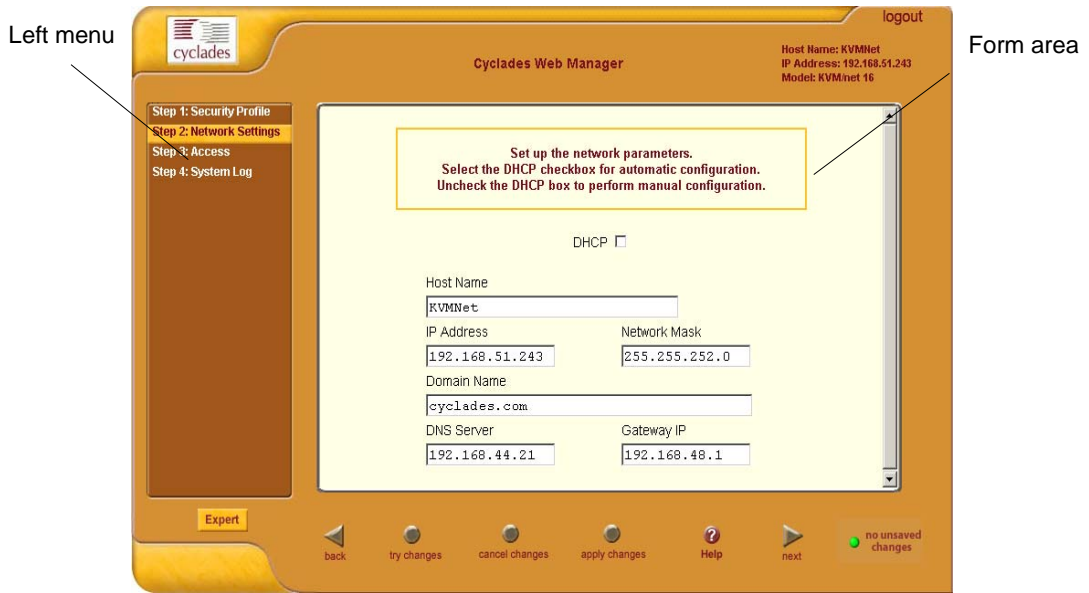 logout
Left menu
cyclades
Cyclades Web Manager
Host Name: KVMNet
IP Address: 192.168.51.243
Model: KVM/net 16
Form area
Step 1: Security Profile
Step 2: Network Settings
Step 3: Access
Step 4: System Log
Set up the network parameters.
Select the DHCP checkbox for automatic configuration.
Uncheck the DHCP box to perform manual configuration.
DHCP
Host Name
KVMNet
IP Address Network Mask
192.168.51.243 255.255.252.0
Domain Name
cyclades.com
DNS Server Gateway IP
192.168.44.21 192.168.48.1
Expert
back try changes cancel changes apply changes Help next
no unsaved
changes